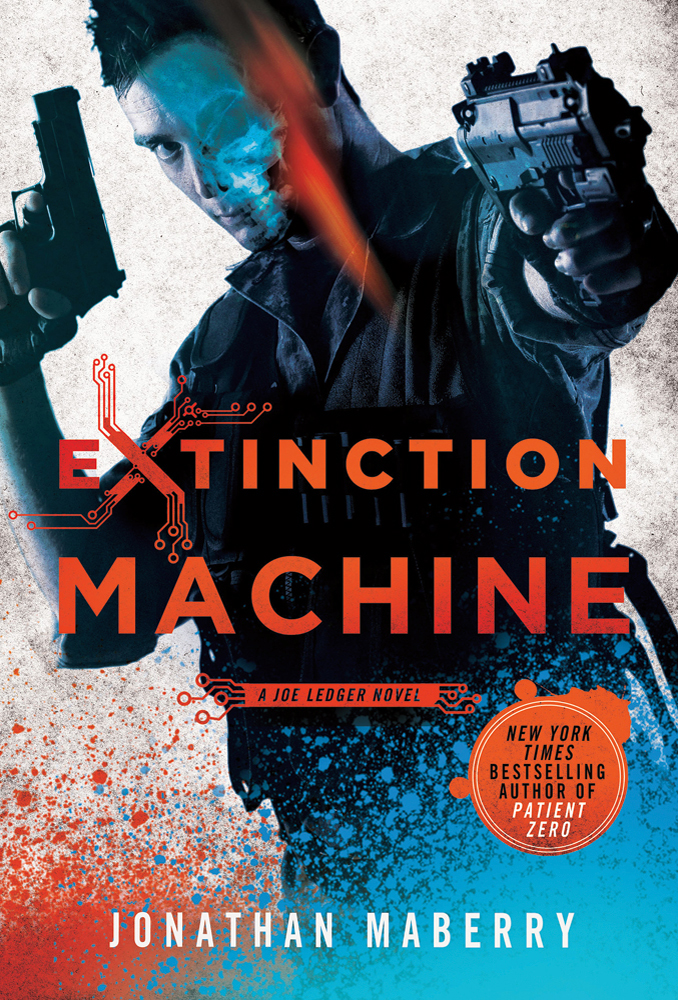 EXTINCTION
MACHINE
A JOE LEDGER NOVEL
NEW YORK
TIMES
BESTSELLING
AUTHOR OF
PATIENT
ZERO
JONATHAN MABERRY